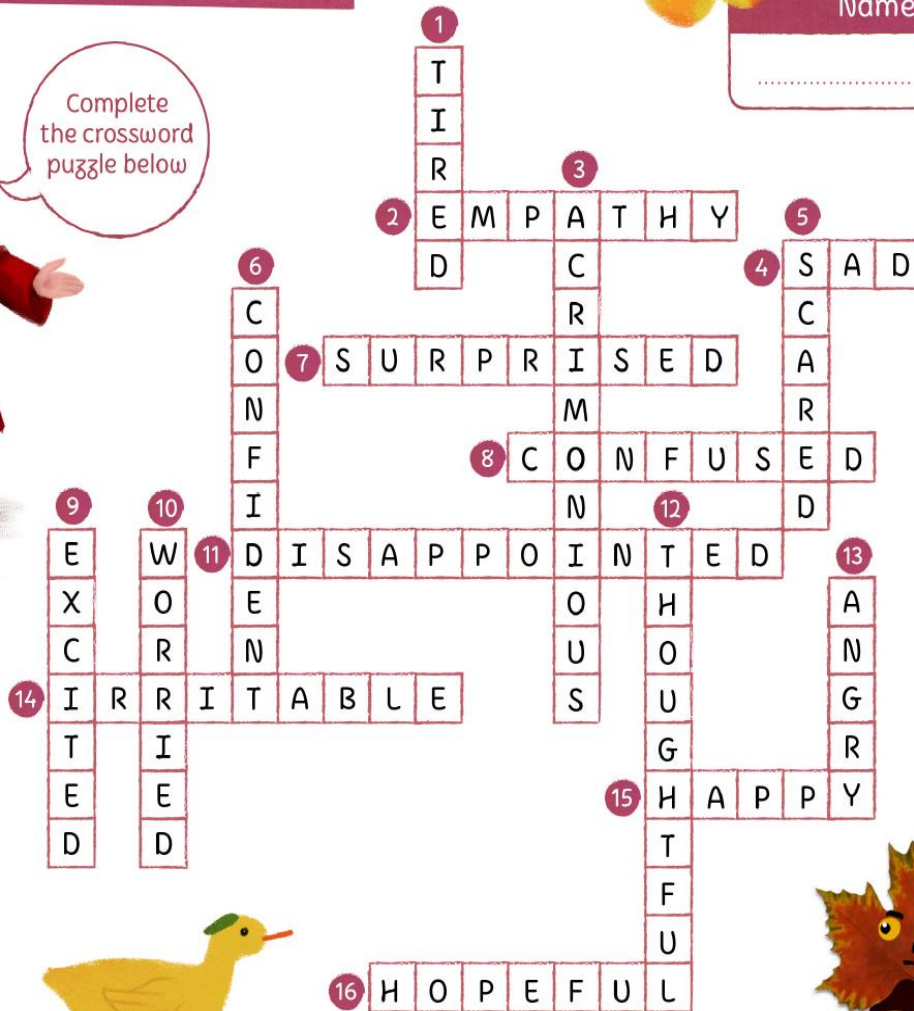 Name
Complete
the crossword
puzzle below
1
T
I
R
3
2 E M P A T H Y 5
D C 4 S A D
6
C R C
O 7 S U R P R I S E D A
N M R
F 8 C O N F U S E D
I N D
9 10 12
E W 11 D I S A P P O I N T E D 13
X O E O H A
C R N U O N
14 I R R I T A B L E S U G
T I G R
E E 15 H A P P Y
D D T
F
U
16 H O P E F U L